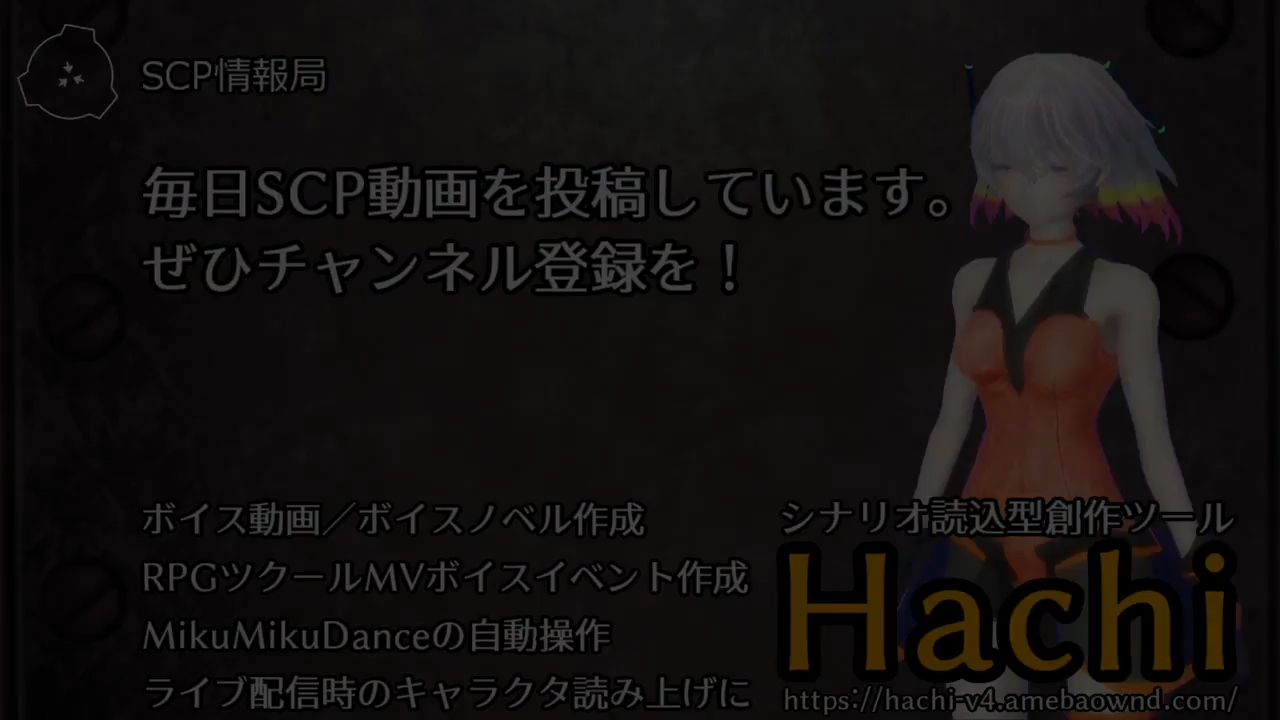 SCP情報局
毎日SCP動画を投稿しています。
ぜひチャンネル登録を！
ボイス動画／ボイスノベル作成
RPGツクールMVボイスイベント作成
MikuMikuDanceの自動操作
ライブ配信時のキャラクタ読み上げに
シナリオ読込型創作ツール
Hachi
https://hachi-v4.amebaownd.com/